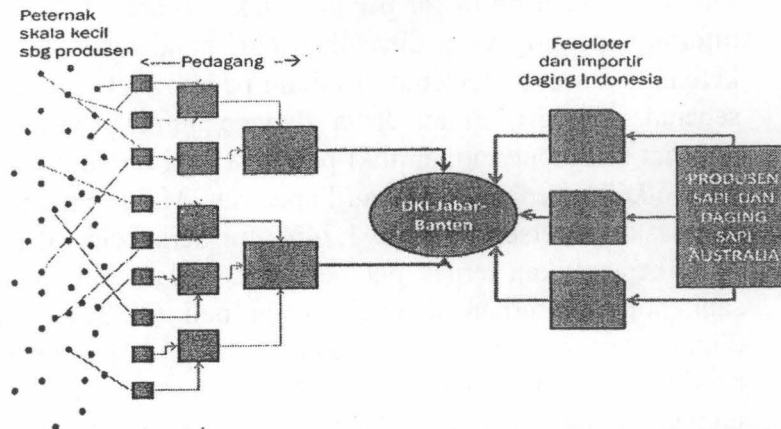 Peternak
skala kecil
sbg produsen
Pedagang
Feedloter
dan importir
daging Indonesia
DKI-Jabar-
Banten
PRODUSEN
SAPI DAN
DAGING
SAPI
AUSTRALIA